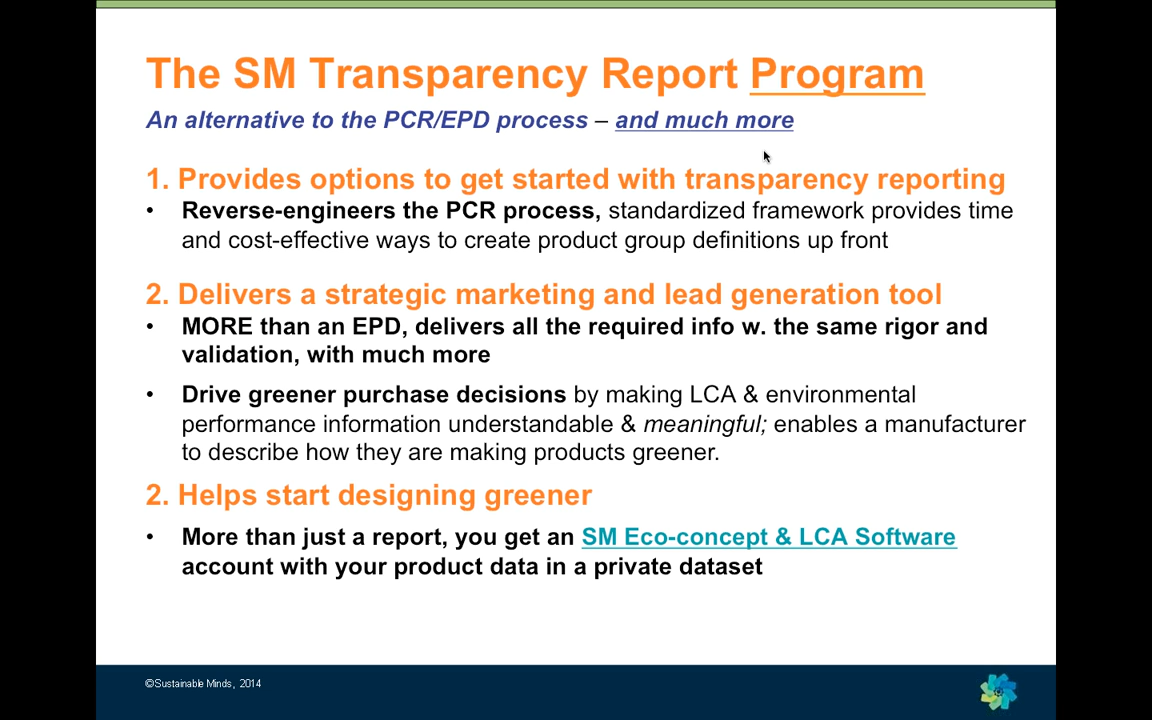 The SM Transparency Report Program
An alternative to the PCR/EPD process – and much more
1. Provides options to get started with transparency reporting
• Reverse-engineers the PCR process, standardized framework provides time
and cost-effective ways to create product group definitions up front
2. Delivers a strategic marketing and lead generation tool
• MORE than an EPD, delivers all the required info w. the same rigor and
validation, with much more
• Drive greener purchase decisions by making LCA & environmental
performance information understandable & meaningful; enables a manufacturer
to describe how they are making products greener.
2. Helps start designing greener
• More than just a report, you get an SM Eco-concept & LCA Software
account with your product data in a private dataset
©Sustainable Minds, 2014